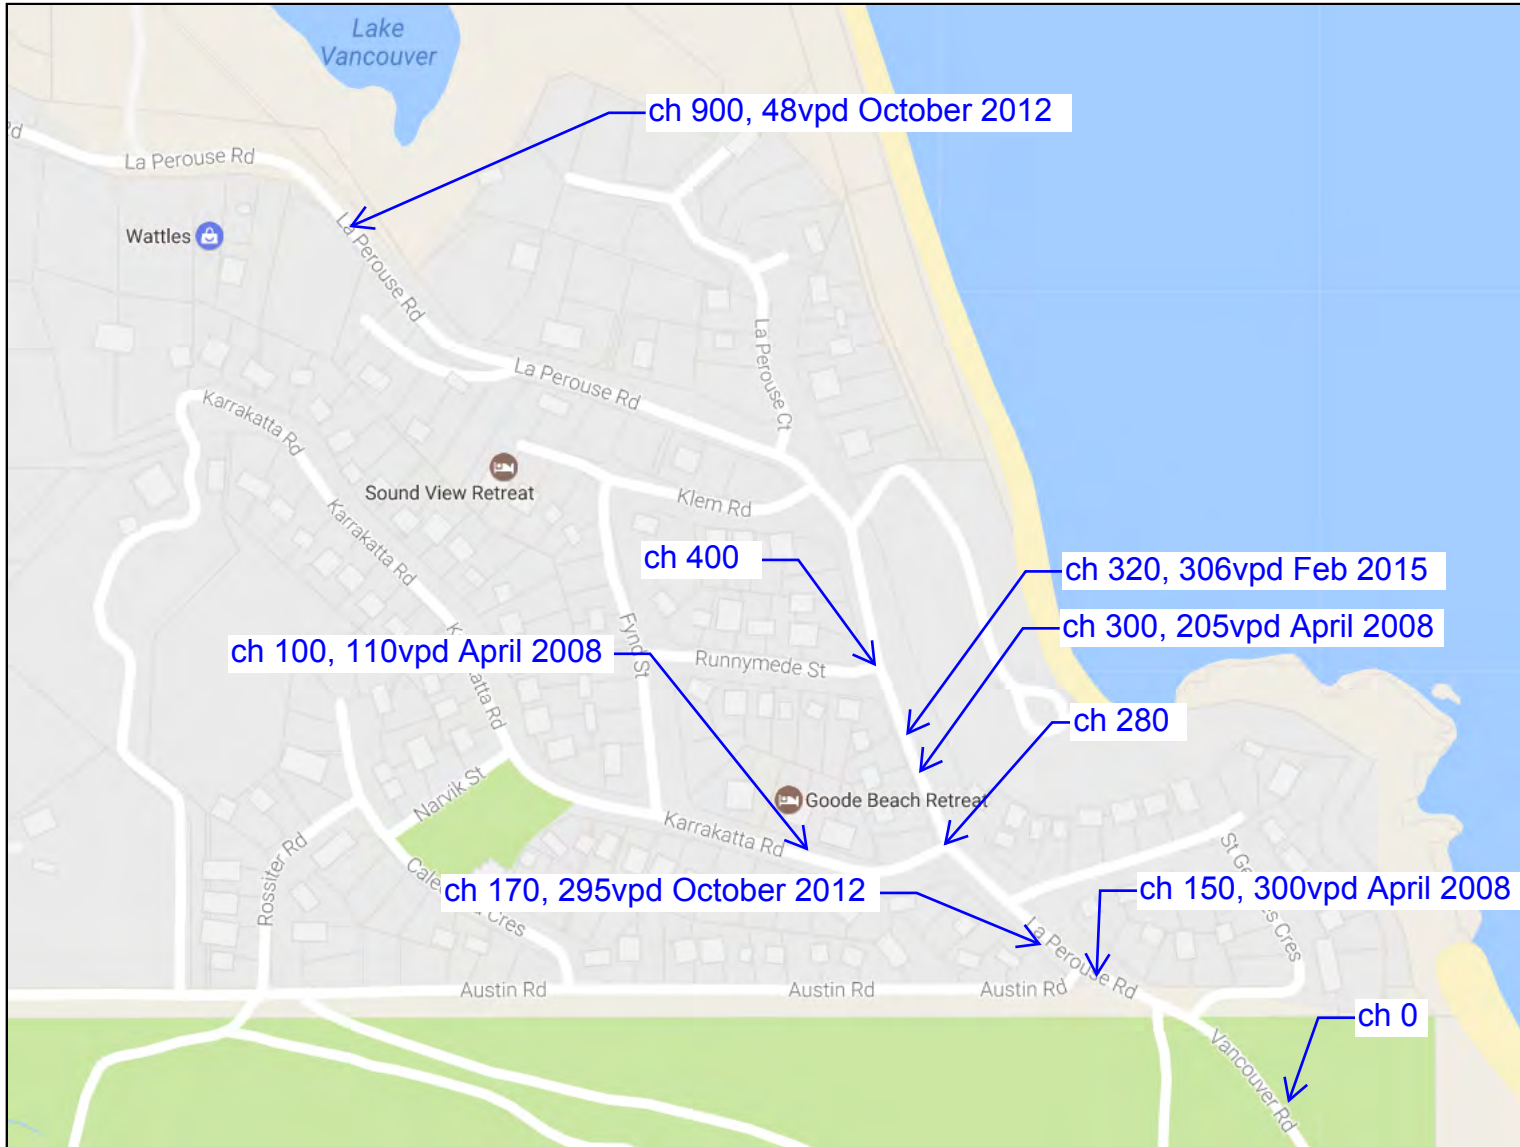 Lake
Vancouver
ch 900, 48vpd October 2012
Rd
La Perouse Rd
Wattles
La Perouse Rd
La Perouse Rd
La Perouse Ct
Karrakatta Rd
Sound View Retreat
Klem Rd
Karrakatta Rd
ch 400
ch 320, 306vpd Feb 2015
ch 300, 205vpd April 2008
ch 100, 110vpd April 2008
Fynd St
Runnymede St
ch 280
Narvik St
Goode Beach Retreat
Karrakatta Rd
Rossiter Rd
ch 170, 295vpd October 2012
ch 150, 300vpd April 2008
Cres
La Perouse Rd
Cres
Austin Rd
Austin Rd
Austin Rd
ch 0
Vancouver Rd